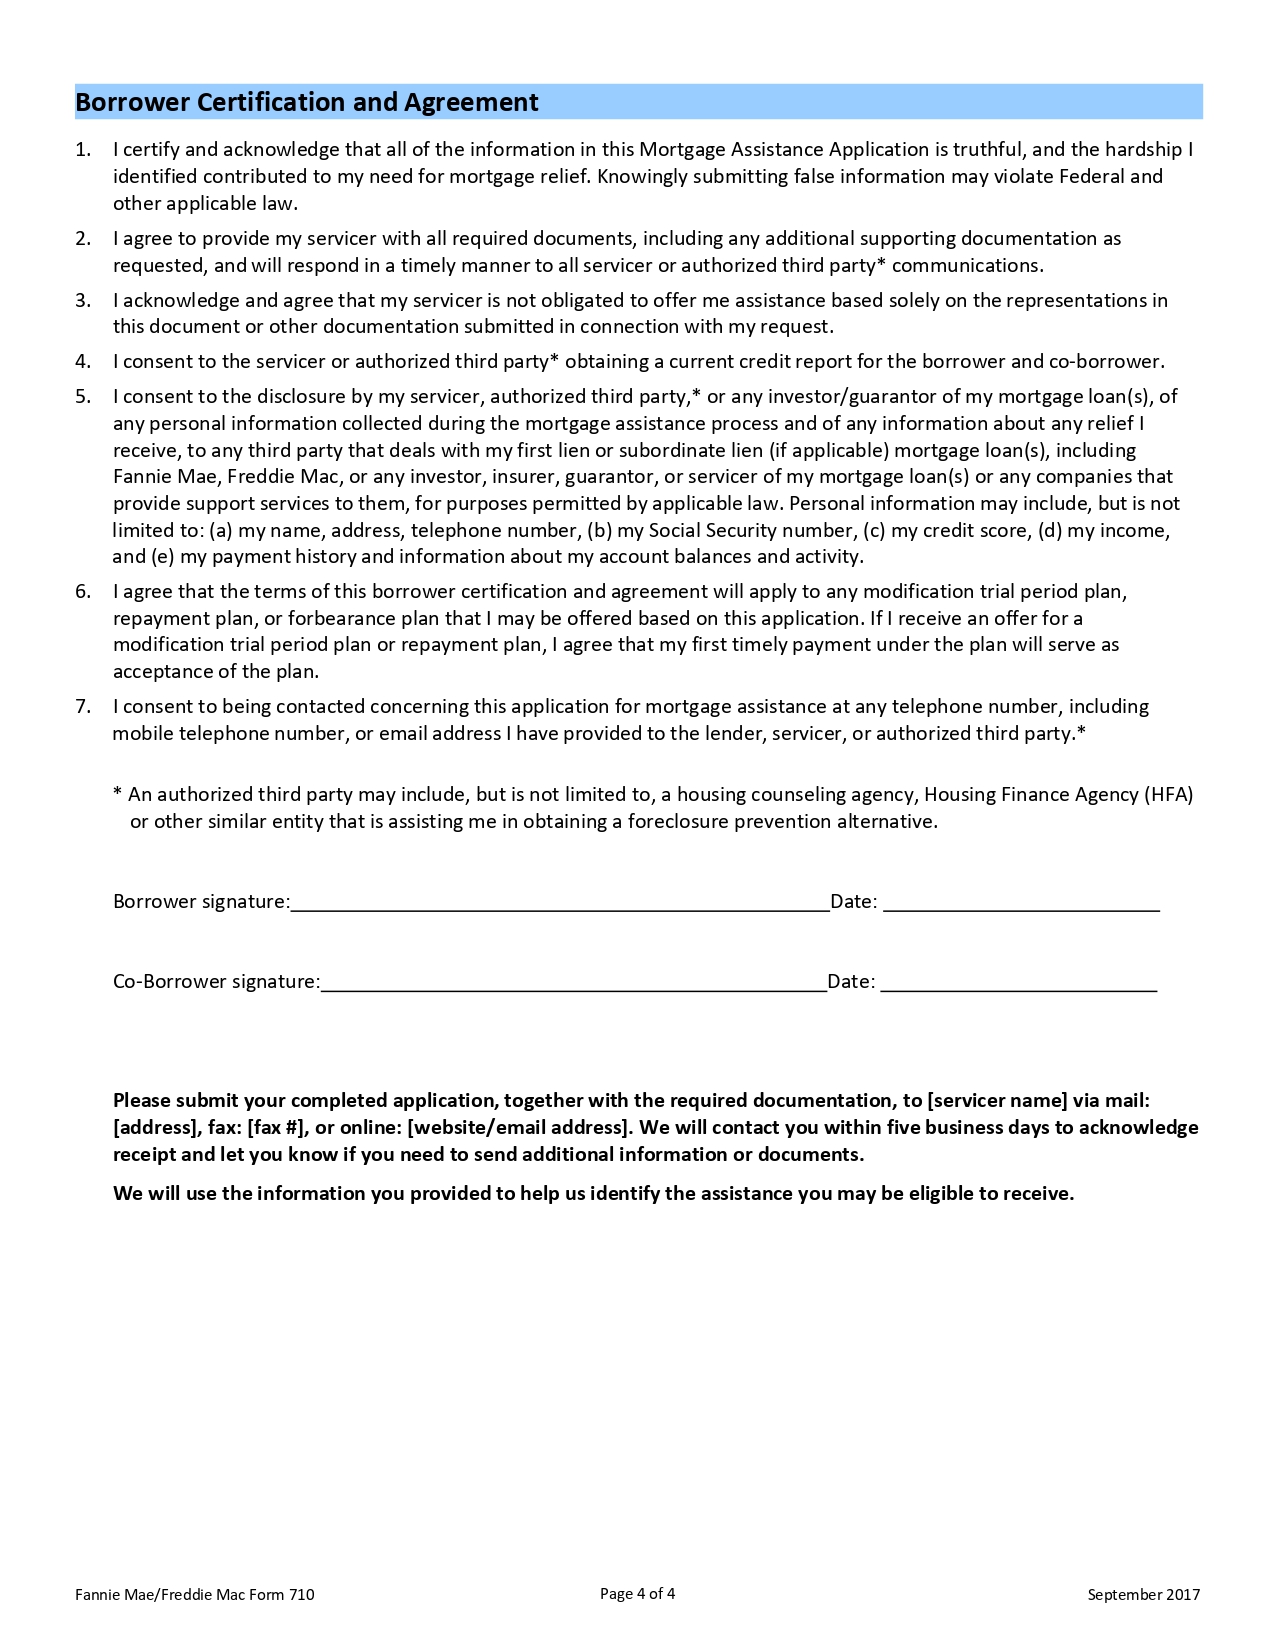 Borrower Certification and Agreement
1. I certify and acknowledge that all of the information in this Mortgage Assistance Application is truthful, and the hardship I
identified contributed to my need for mortgage relief. Knowingly submitting false information may violate Federal and
other applicable law.
2. I agree to provide my servicer with all required documents, including any additional supporting documentation as
requested, and will respond in a timely manner to all servicer or authorized third party* communications.
3. I acknowledge and agree that my servicer is not obligated to offer me assistance based solely on the representations in
this document or other documentation submitted in connection with my request.
4. I consent to the servicer or authorized third party* obtaining a current credit report for the borrower and co-borrower.
5. I consent to the disclosure by my servicer, authorized third party,* or any investor/guarantor of my mortgage loan(s), of
any personal information collected during the mortgage assistance process and of any information about any relief I
receive, to any third party that deals with my first lien or subordinate lien (if applicable) mortgage loan(s), including
Fannie Mae, Freddie Mac, or any investor, insurer, guarantor, or servicer of my mortgage loan(s) or any companies that
provide support services to them, for purposes permitted by applicable law. Personal information may include, but is not
limited to: (a) my name, address, telephone number, (b) my Social Security number, (c) my credit score, (d) my income,
and (e) my payment history and information about my account balances and activity.
6. I agree that the terms of this borrower certification and agreement will apply to any modification trial period plan,
repayment plan, or forbearance plan that I may be offered based on this application. If I receive an offer for a
modification trial period plan or repayment plan, I agree that my first timely payment under the plan will serve as
acceptance of the plan.
7. I consent to being contacted concerning this application for mortgage assistance at any telephone number, including
mobile telephone number, or email address I have provided to the lender, servicer, or authorized third party.*
* An authorized third party may include, but is not limited to, a housing counseling agency, Housing Finance Agency (HFA)
or other similar entity that is assisting me in obtaining a foreclosure prevention alternative.
Borrower signature:__________________________________________________Date: __________________________
Co-Borrower signature:_______________________________________________Date: __________________________
Please submit your completed application, together with the required documentation, to [servicer name] via mail:
[address], fax: [fax #], or online: [website/email address]. We will contact you within five business days to acknowledge
receipt and let you know if you need to send additional information or documents.
We will use the information you provided to help us identify the assistance you may be eligible to receive.
Fannie Mae/Freddie Mac Form 710 Page 4 of 4 September 2017